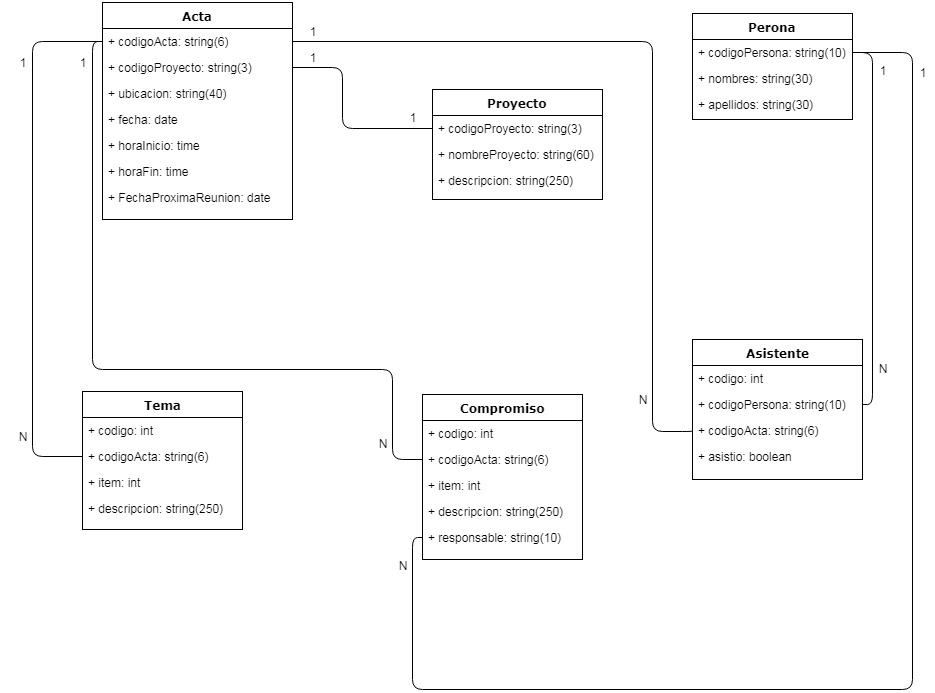 Acta
+ codigoActa: string(6)
+ codigoProyecto: string(3)
+ ubicacion: string(40)
+ fecha: date
+ horaInicio: time
+ horaFin: time
+ FechaProximaReunion: date
1
1
1
1
1
Proyecto
+ codigoProyecto: string(3)
+ nombreProyecto: string(60)
+ descripcion: string(250)
Perona
+ codigoPersona: string(10)
+ nombres: string(30)
+ apellidos: string(30)
1
1
Asistente
+ codigo: int
+ codigoPersona: string(10)
+ codigoActa: string(6)
+ asistio: boolean
N
N
Tema
+ codigo: int
+ codigoActa: string(6)
+ item: int
+ descripcion: string(250)
N
Compromiso
+ codigo: int
+ codigoActa: string(6)
+ item: int
+ descripcion: string(250)
+ responsable: string(10)
N
N